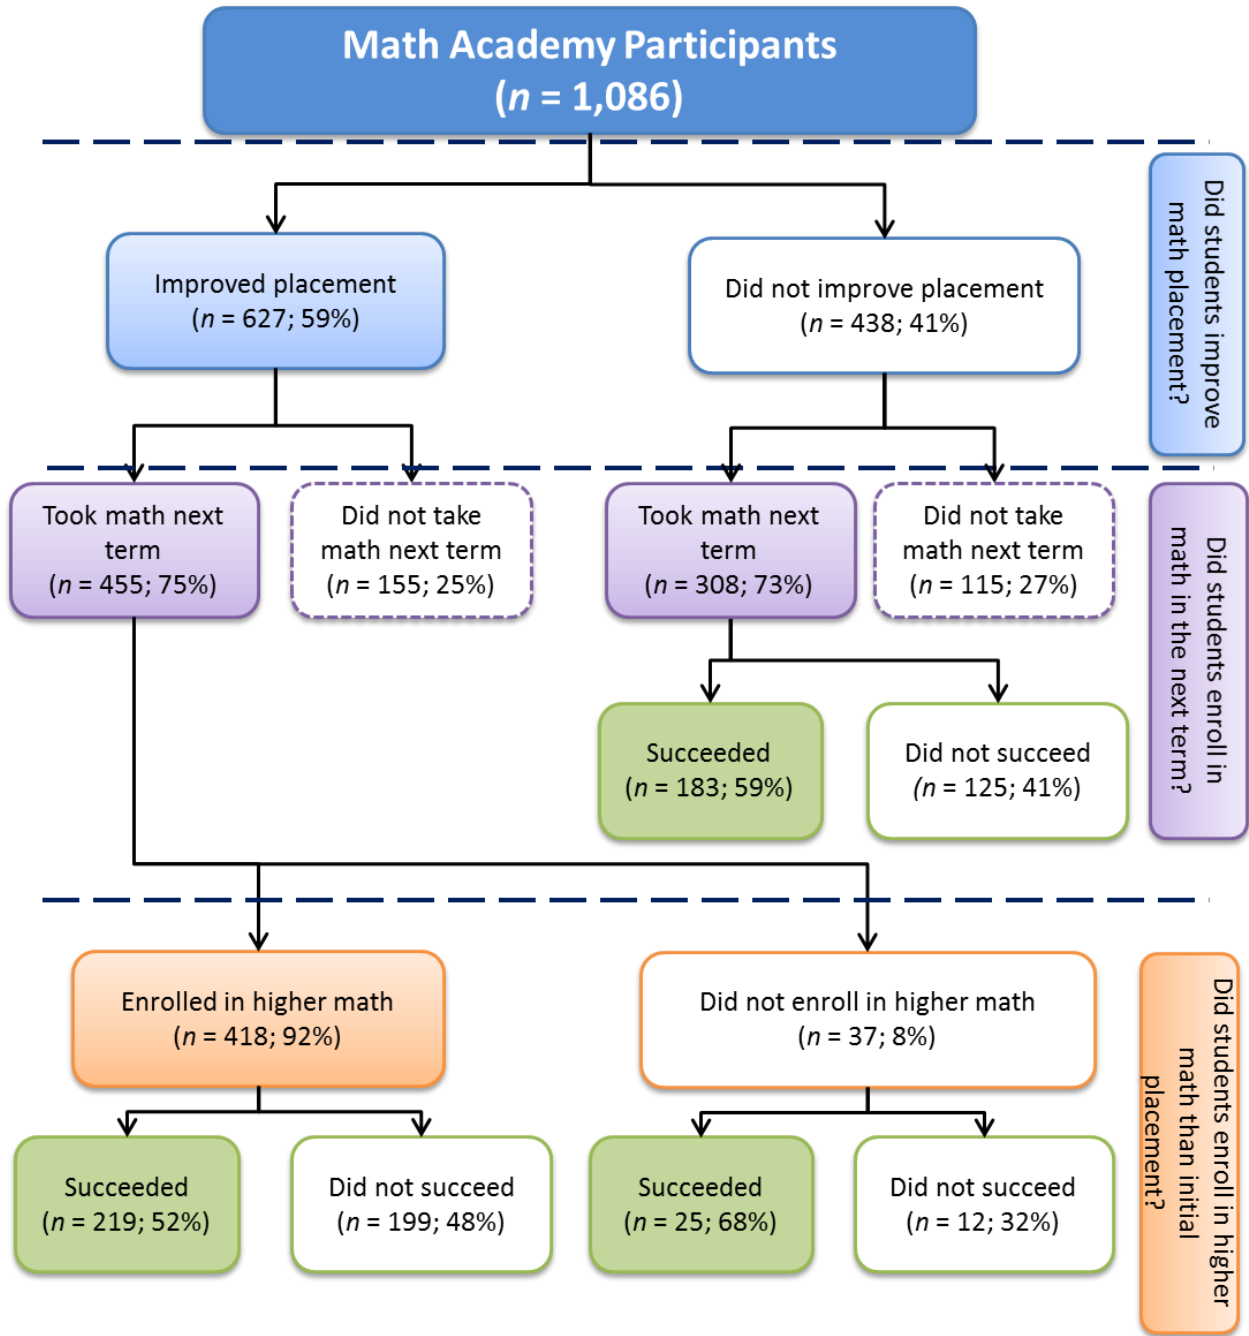 Math Academy Participants
(n = 1,086)
Did students improve
math placement?
Improved placement
(n = 627; 59%)
Did not improve placement
(n = 438; 41%)
Took math next
term
(n = 455; 75%)
Did not take
math next term
(n = 155; 25%)
Took math next
term
(n = 308; 73%)
Did not take
math next term
(n = 115; 27%)
Did students enroll in
math in the next term?
Succeeded
(n = 183; 59%)
Did not succeed
(n = 125; 41%)
Enrolled in higher math
(n = 418; 92%)
Did not enroll in higher math
(n = 37; 8%)
Did students enroll in higher
math than initial
placement?
Succeeded
(n = 219; 52%)
Did not succeed
(n = 199; 48%)
Succeeded
(n = 25; 68%)
Did not succeed
(n = 12; 32%)